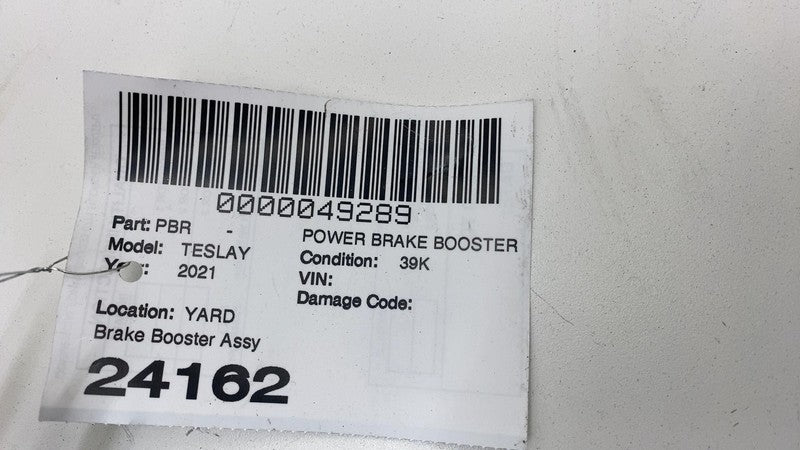 0000049289
Part: PBR - POWER BRAKE BOOSTER
Model: TESLAY Condition: 39K
2021 VIN:
Damage Code:
Location: YARD
Brake Booster Assy
24162